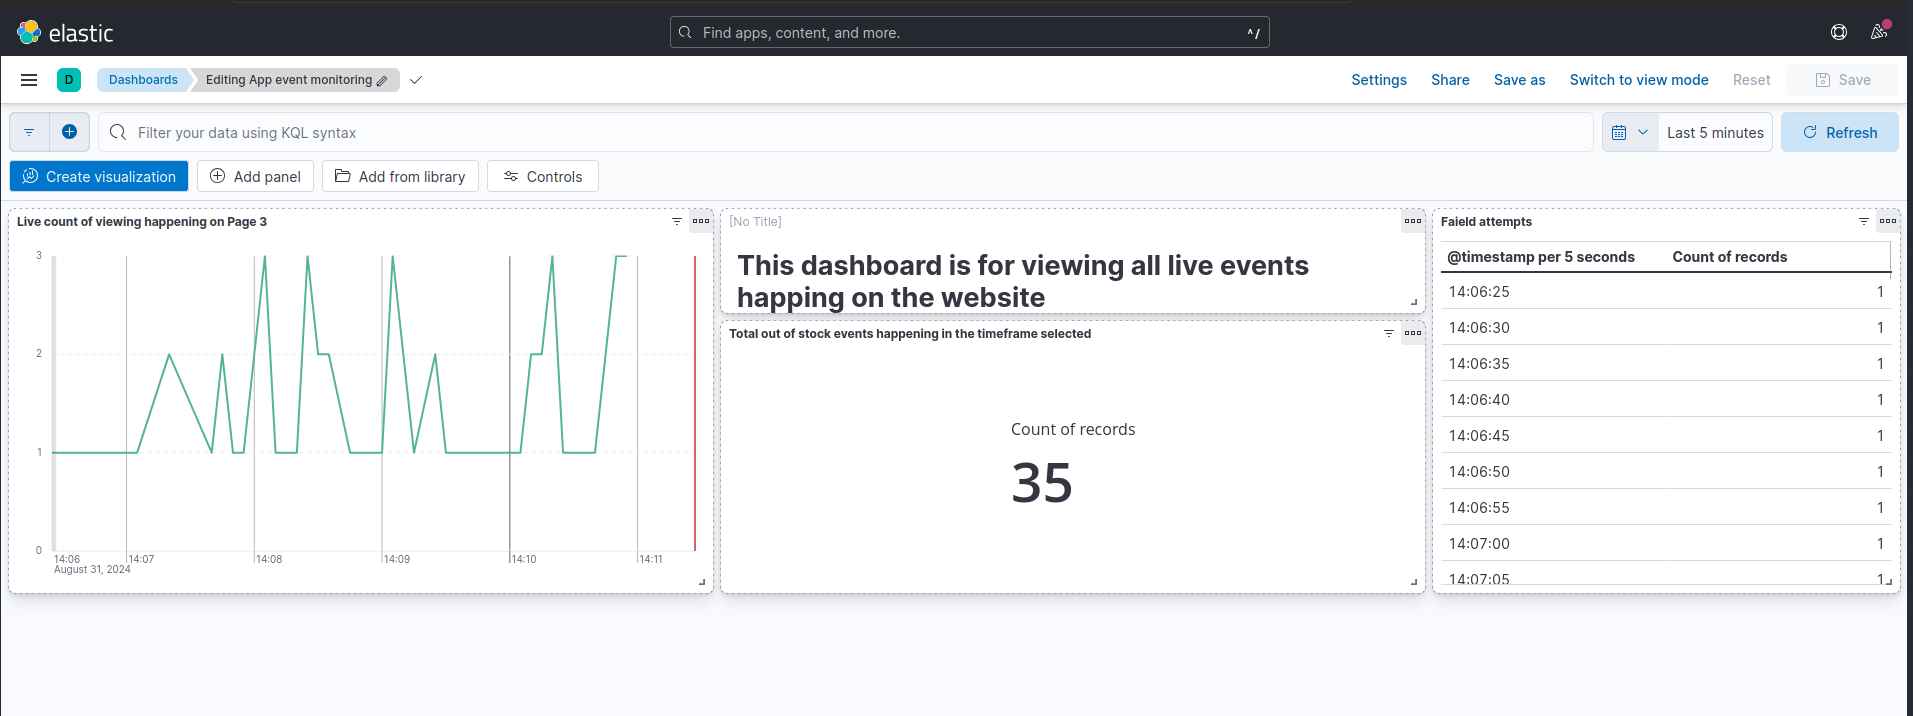 elastic
Find apps, content, and more.
^/
D
Dashboards
Editing App event monitoring
Settings
Share
Save as
Switch to view mode
Reset
Save
Filter your data using KQL syntax
Last 5 minutes
Refresh
Create visualization
Add panel
Add from library
Controls
Live count of viewing happening on Page 3
3
2
1
0
14:06
14:07
14:08
14:09
14:10
14:11
August 31, 2024
[No Title]
This dashboard is for viewing all live events
happing on the website
Total out of stock events happening in the timeframe selected
Count of records
35
Faield attempts
@timestamp per 5 seconds Count of records
14:06:25 1
14:06:30 1
14:06:35 1
14:06:40 1
14:06:45 1
14:06:50 1
14:06:55 1
14:07:00 1
14:07:05 1